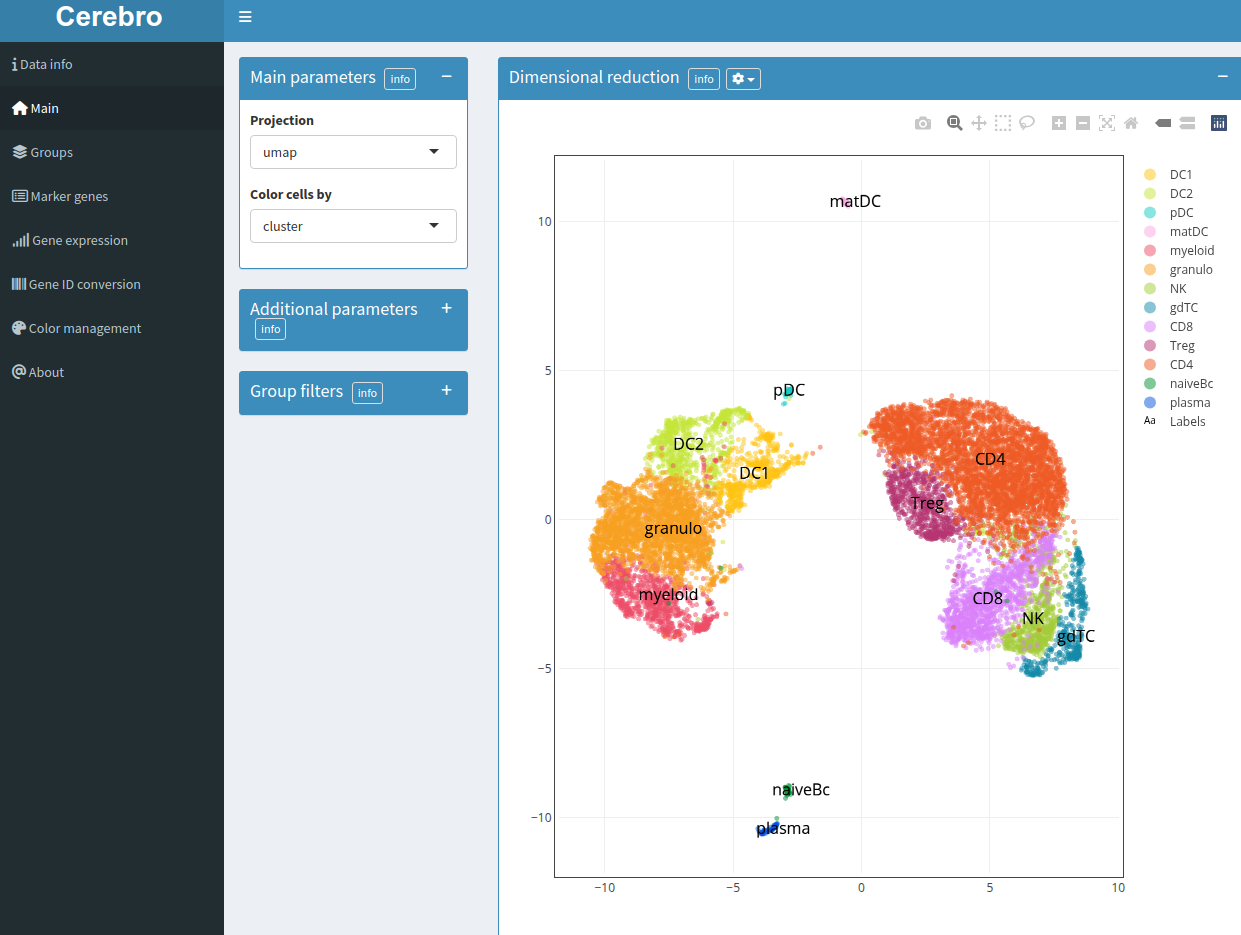 Cerebro
Data info
Main
Groups
Marker genes
Gene expression
Gene ID conversion
Color management
About
Main parameters info
Projection
umap
Color cells by
cluster
Additional parameters
info
Group filters info
Dimensional reduction info
matDC
pDC
DC2
DC1
CD4
Treg
granulo
myeloid
CD8
NK
gdTC
naiveBc
plasma
10
5
0
−5
−10
−10 −5 0 5 10
DC1
DC2
pDC
matDC
myeloid
granulo
NK
gdTC
CD8
Treg
CD4
naiveBc
plasma
Aa Labels